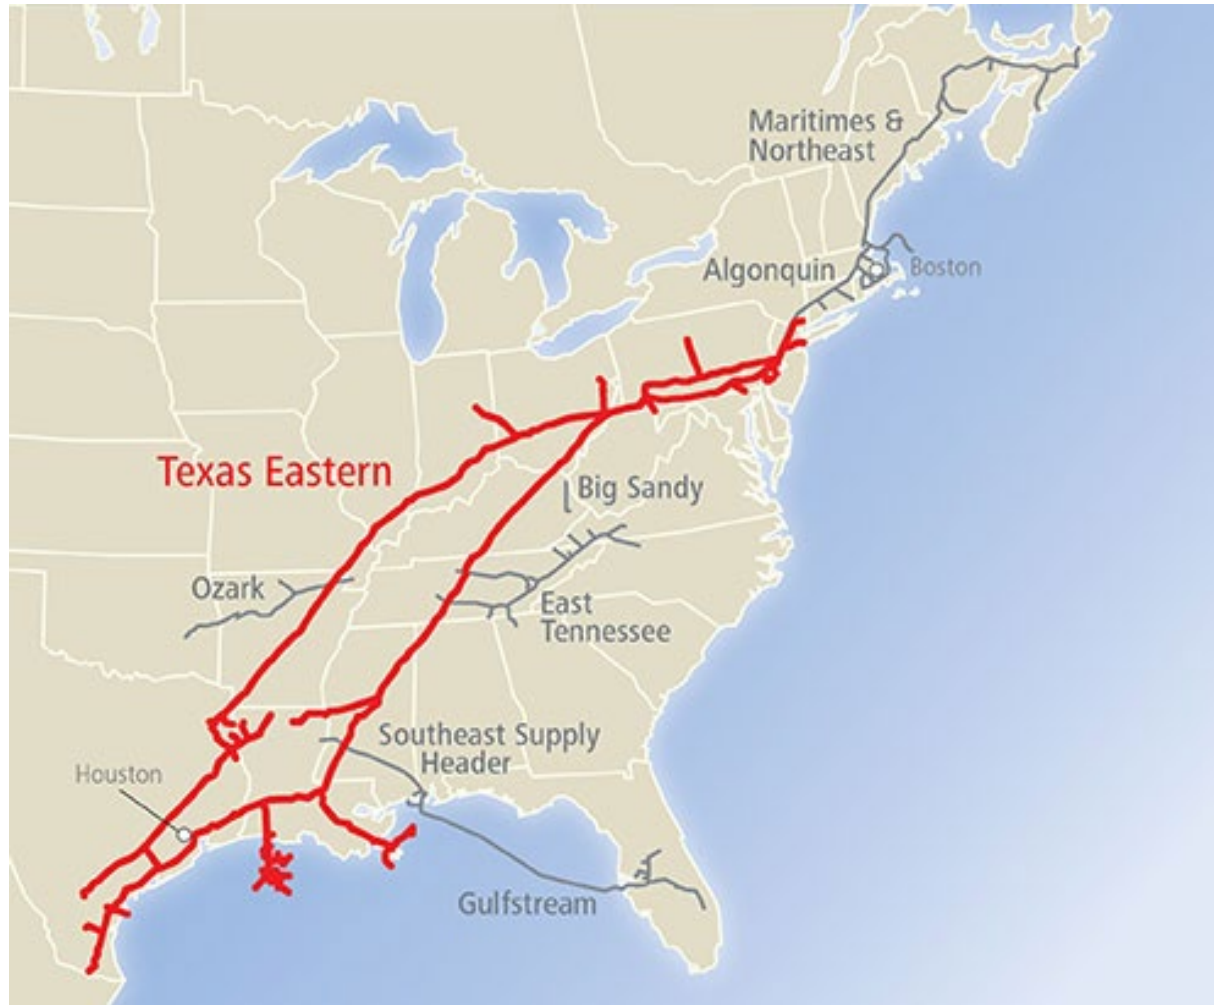 Maritimes &
Northeast
Algonquin
Boston
Texas Eastern
Big Sandy
Ozark
East
Tennessee
Southeast Supply
Header
Houston
Gulfstream